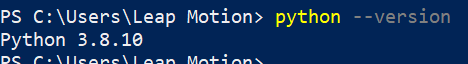 PS C:\Users\Leap Motion> python --version
Python 3.8.10
PS C:\Users\Leap Motion>